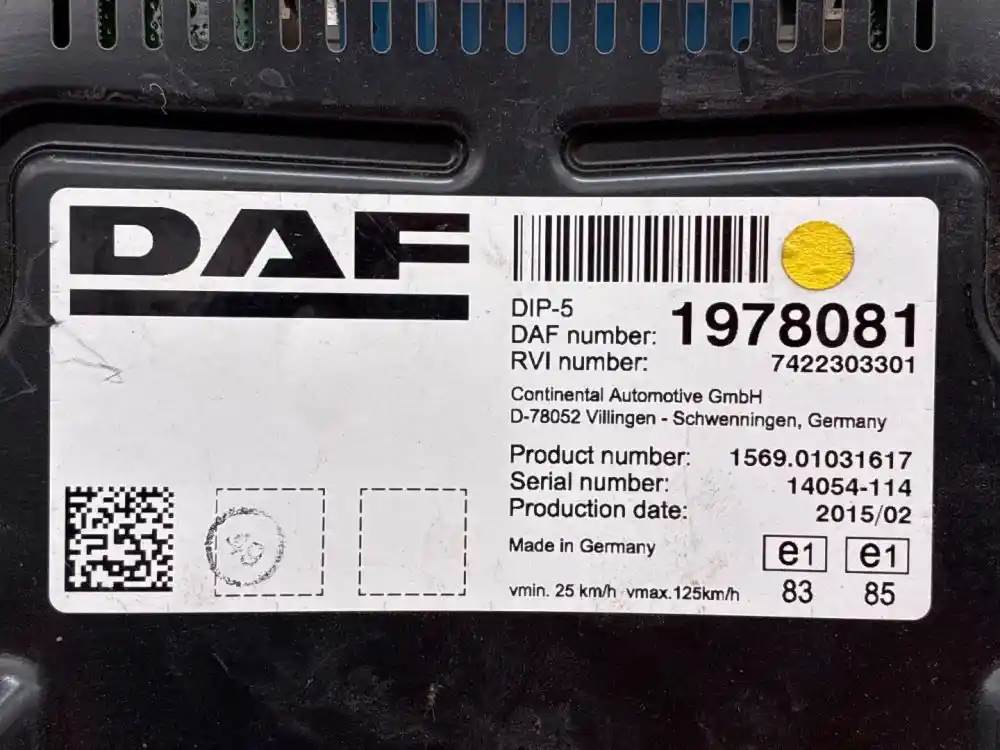 DAF
DIP-5
DAF number: 1978081
RVI number: 7422303301
Continental Automotive GmbH
D-78052 Villingen - Schwenningen, Germany
Product number: 1569.01031617
Serial number: 14054-114
Production date: 2015/02
Made in Germany
e1 e1
83 85
vmin. 25 km/h vmax.125km/h